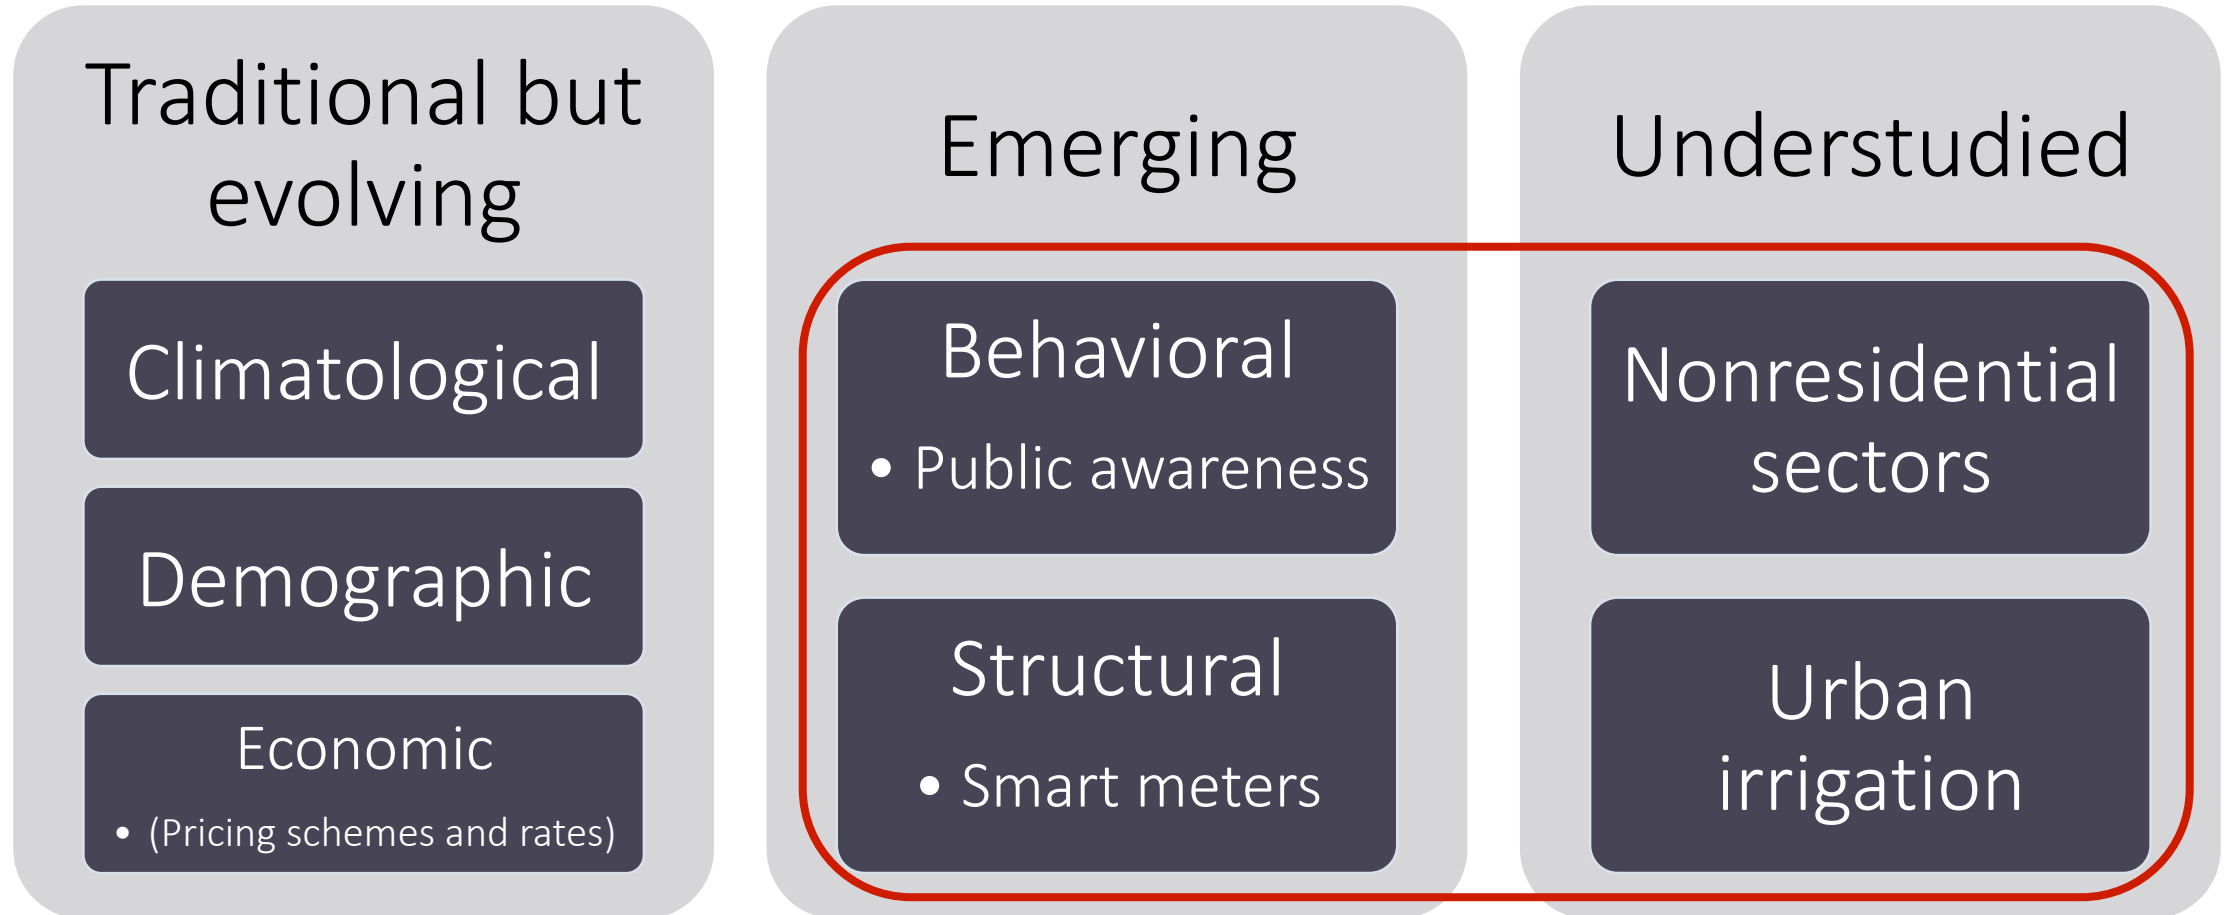 Traditional but
evolving
Climatological
Demographic
Economic
• (Pricing schemes and rates)
Emerging
Behavioral
• Public awareness
Structural
• Smart meters
Understudied
Nonresidential
sectors
Urban
irrigation